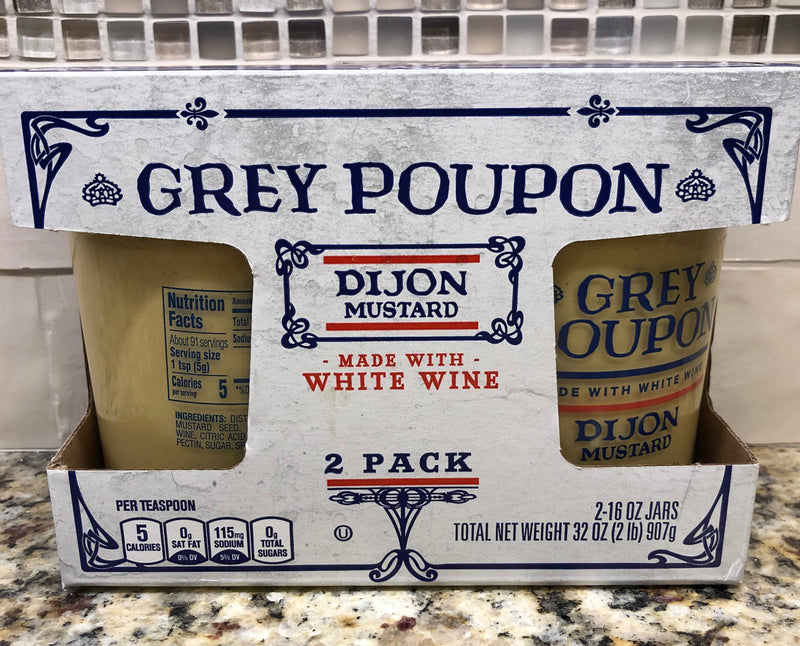 GREY POUPON
DIJON
MUSTARD
- MADE WITH -
WHITE WINE
2 PACK
Nutrition
Facts
About 91 servings
Serving size
1 tsp (5g)
Calories 5
per serving
INGREDIENTS:
MUSTARD SEED,
WINE, CITRIC ACID
PECTIN, SUGAR,
GREY
OUPON
DE WITH WHITE WINE
DIJON
MUSTARD
PER TEASPOON
5
CALORIES
0g
SAT FAT
0% DV
115mg
SODIUM
5% DV
0g
TOTAL
SUGARS
U
2-16 OZ JARS
TOTAL NET WEIGHT 32 OZ (2 lb) 907g